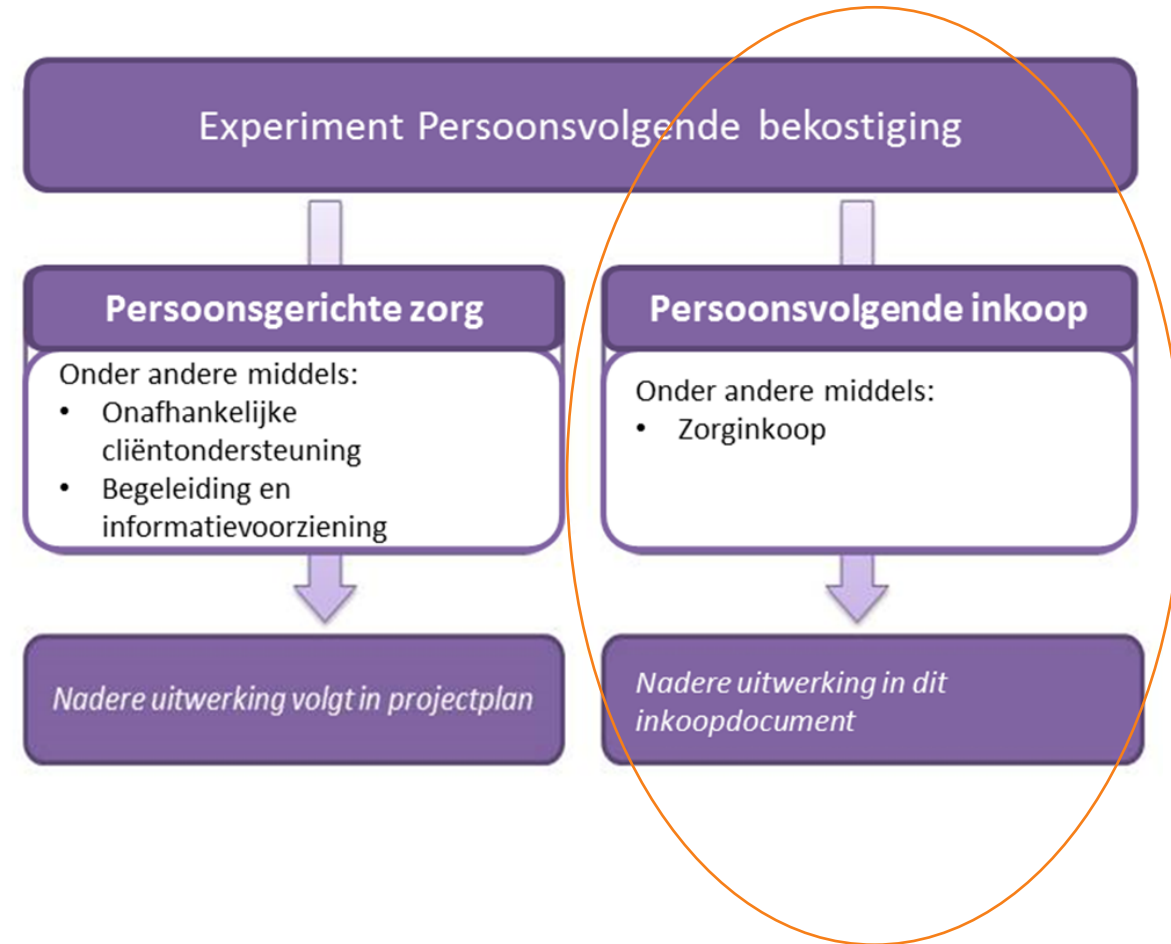 Experiment Persoonsvolgende bekostiging
Persoonsgerichte zorg
Onder andere middels:
• Onafhankelijke
cliëntondersteuning
• Begeleiding en
informatievoorziening
Nadere uitwerking volgt in projectplan
Persoonsvolgende inkoop
Onder andere middels:
• Zorginkoop
Nadere uitwerking in dit
inkoopdocument